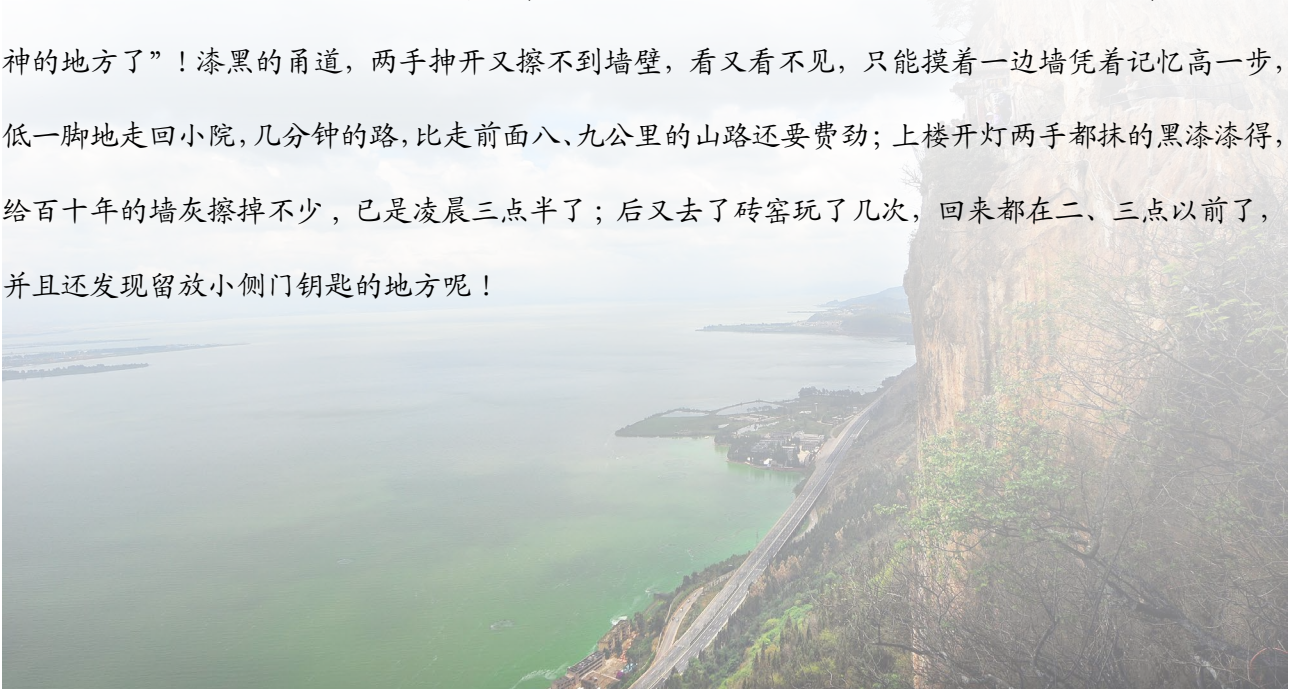 神的地方了”！漆黑的甬道，两手抻开又擦不到墙壁，看又看不见，只能摸着一边墙凭着记忆高一步，
低一脚地走回小院，几分钟的路，比走前面八、九公里的山路还要费劲；上楼开灯两手都抹的黑漆漆得，
给百十年的墙灰擦掉不少，已是凌晨三点半了；后又去了砖窑玩了几次，回来都在二、三点以前了，
并且还发现留放小侧门钥匙的地方呢！